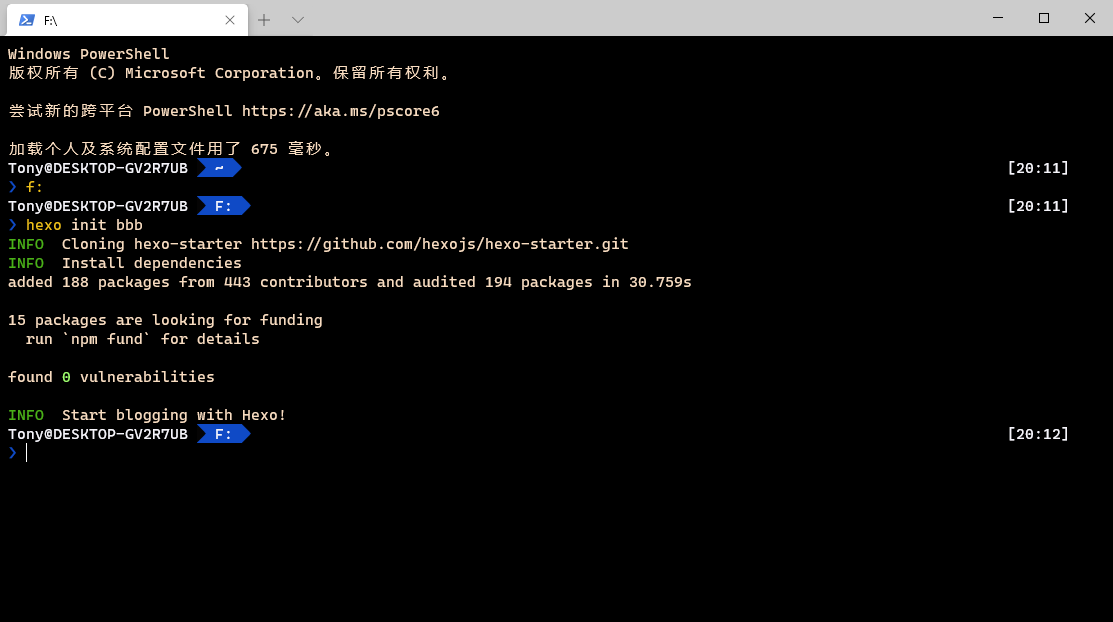 F:\
Windows PowerShell
版权所有 (C) Microsoft Corporation。保留所有权利。
尝试新的跨平台 PowerShell https://aka.ms/pscore6
加载个人及系统配置文件用了 675 毫秒。
Tony@DESKTOP-GV2R7UB ~ [20:11]
❯ f:
Tony@DESKTOP-GV2R7UB F: [20:11]
❯ hexo init bbb
INFO  Cloning hexo-starter https://github.com/hexojs/hexo-starter.git
INFO  Install dependencies
added 188 packages from 443 contributors and audited 194 packages in 30.759s
15 packages are looking for funding
  run `npm fund` for details
found 0 vulnerabilities
INFO  Start blogging with Hexo!
Tony@DESKTOP-GV2R7UB F: [20:12]
❯